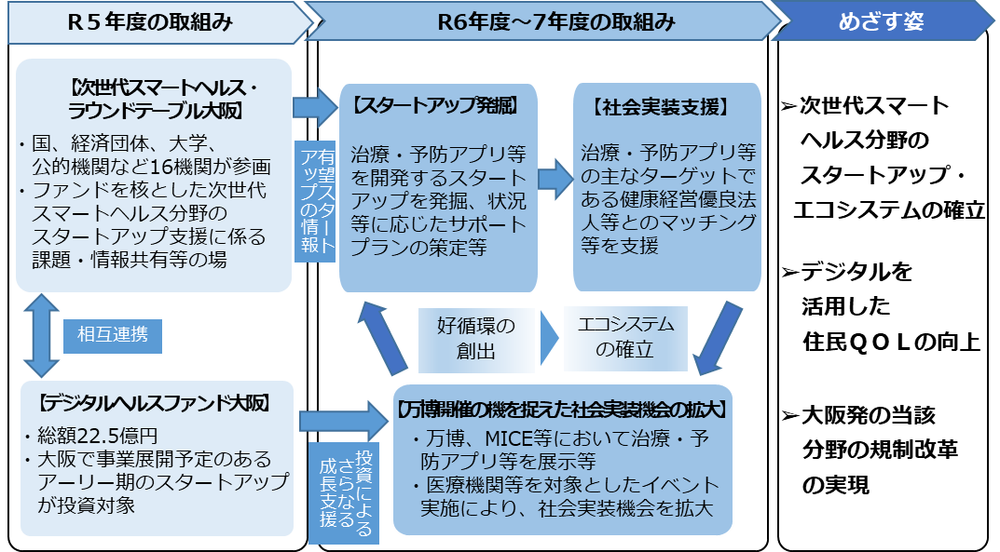 R５年度の取組み
【次世代スマートヘルス・
ラウンドテーブル大阪】
・国、経済団体、大学、
公的機関など16機関が参画
・ファンドを核とした次世代
スマートヘルス分野の
スタートアップ支援に係る
課題・情報共有等の場
相互連携
【デジタルヘルスファンド大阪】
・総額22.5億円
・大阪で事業展開予定のある
アーリー期のスタートアップ
が投資対象
R6年度～7年度の取組み
有望スタート
アップの情報
【スタートアップ発掘】
治療・予防アプリ等
を開発するスタート
アップを発掘、状況
等に応じたサポート
プランの策定等
【社会実装支援】
治療・予防アプリ等
の主なターゲットで
ある健康経営優良法
人等とのマッチング
等を支援
好循環の
創出
エコシステム
の確立
投資による
さらなる
成長支援
【万博開催の機を捉えた社会実装機会の拡大】
・万博、MICE等において治療・予
防アプリ等を展示等
・医療機関等を対象としたイベント
実施により、社会実装機会を拡大
めざす姿
➢次世代スマート
ヘルス分野の
スタートアップ・
エコシステムの確立
➢デジタルを
活用した
住民ＱＯＬの向上
➢大阪発の当該
分野の規制改革
の実現